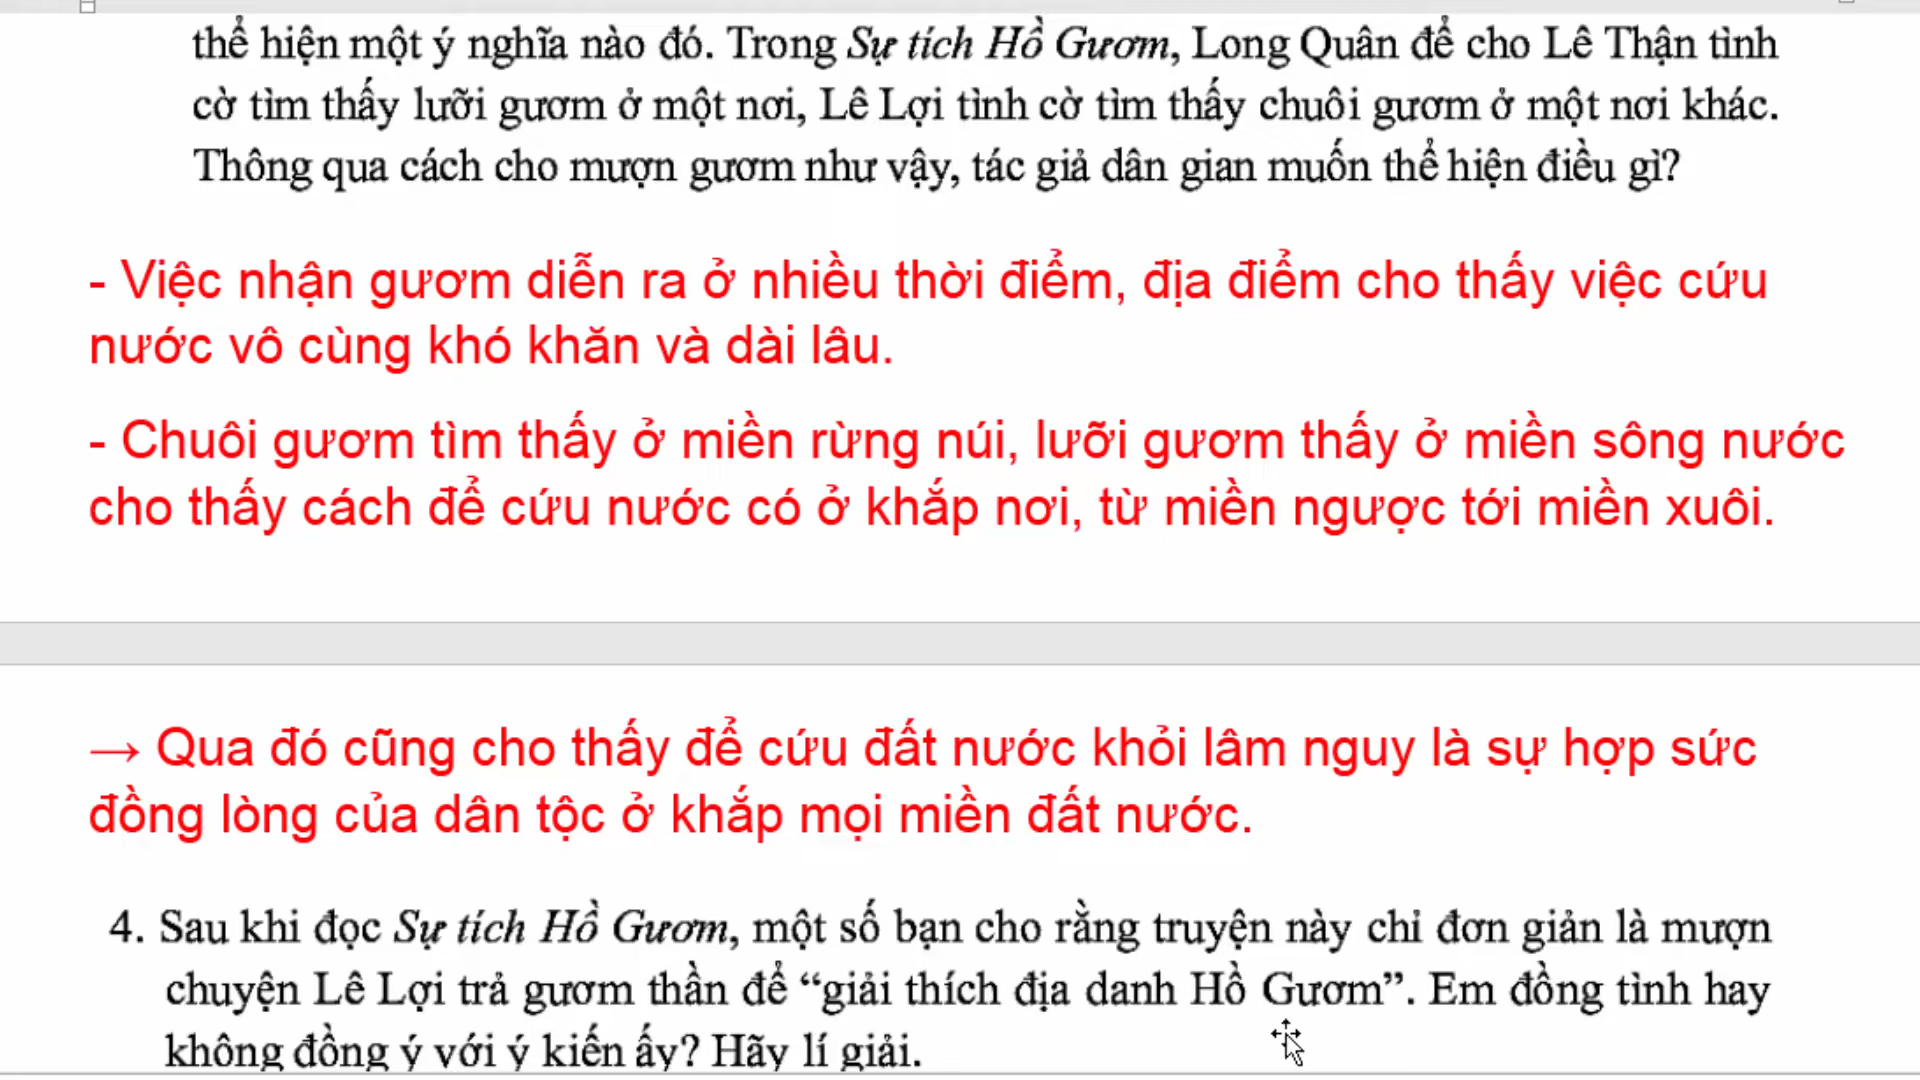 thể hiện một ý nghĩa nào đó. Trong Sự tích Hồ Gươm, Long Quân để cho Lê Thận tình
cờ tìm thấy lưỡi gươm ở một nơi, Lê Lợi tình cờ tìm thấy chuôi gươm ở một nơi khác.
Thông qua cách cho mượn gươm như vậy, tác giả dân gian muốn thể hiện điều gì?
- Việc nhận gươm diễn ra ở nhiều thời điểm, địa điểm cho thấy việc cứu
nước vô cùng khó khăn và dài lâu.
- Chuôi gươm tìm thấy ở miền rừng núi, lưỡi gươm thấy ở miền sông nước
cho thấy cách để cứu nước có ở khắp nơi, từ miền ngược tới miền xuôi.
→ Qua đó cũng cho thấy để cứu đất nước khỏi lâm nguy là sự hợp sức
đồng lòng của dân tộc ở khắp mọi miền đất nước.
4. Sau khi đọc Sự tích Hồ Gươm, một số bạn cho rằng truyện này chỉ đơn giản là mượn
chuyện Lê Lợi trả gươm thần để “giải thích địa danh Hồ Gươm”. Em đồng tình hay
không đồng ý với ý kiến ấy? Hãy lí giải.